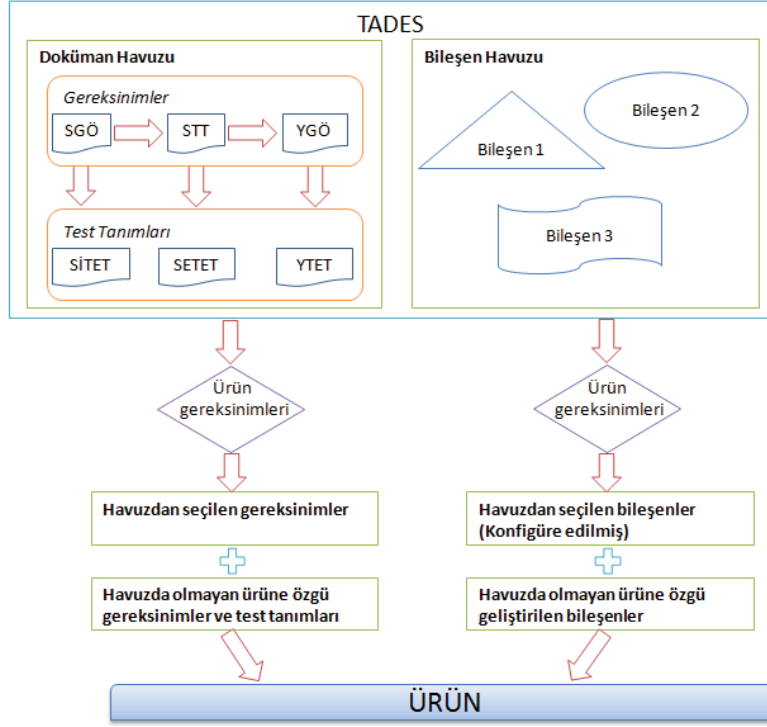 TADES
Doküman Havuzu
Gereksinimler
SGÖ
STT
YGÖ
Test Tanımları
SİTET
SETET
YTET
Bileşen Havuzu
Bileşen 1
Bileşen 2
Bileşen 3
Ürün
gereksinimleri
Ürün
gereksinimleri
Havuzdan seçilen gereksinimler
Havuzdan seçilen bileşenler
(Konfigüre edilmiş)
Havuzda olmayan ürüne özgü
gereksinimler ve test tanımları
Havuzda olmayan ürüne özgü
geliştirilen bileşenler
ÜRÜN